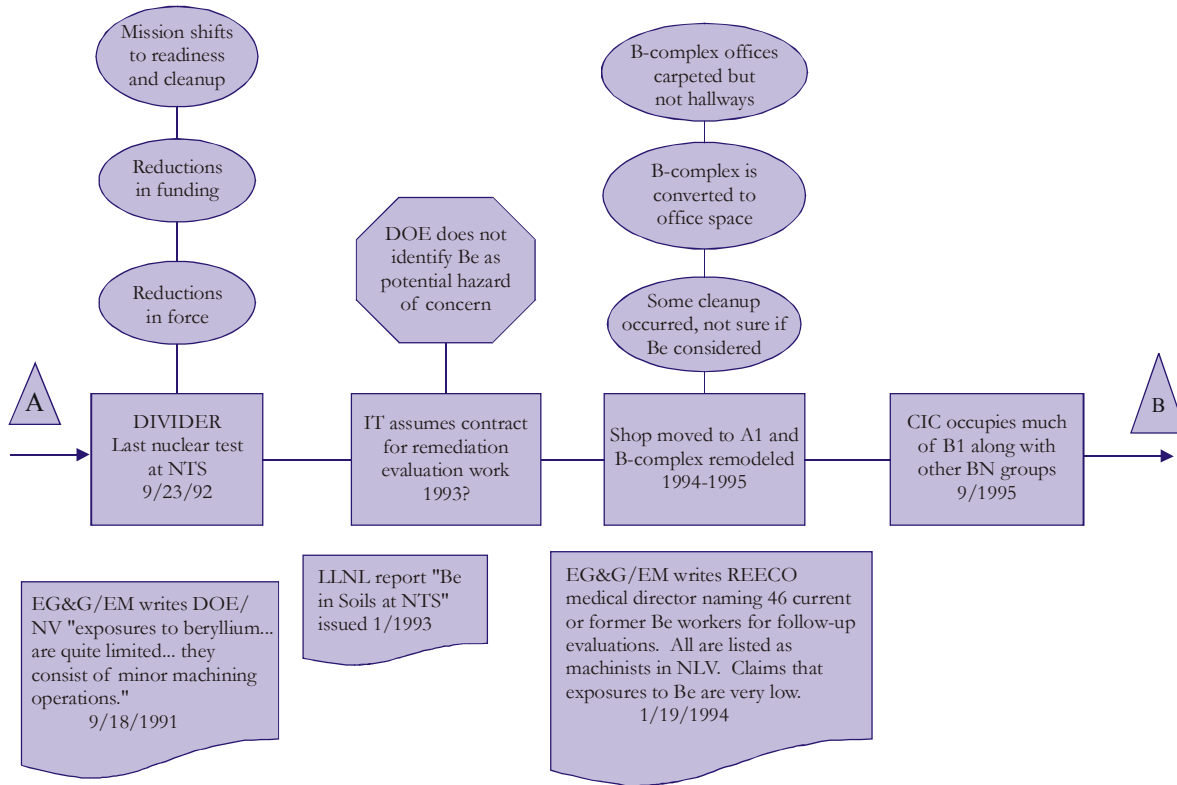 Mission shifts
to readiness
and cleanup
Reductions
in funding
Reductions
in force
DOE does not
identify Be as
potential hazard
of concern
B-complex offices
carpeted but
not hallways
B-complex is
converted to
office space
Some cleanup
occurred, not sure if
Be considered
A
DIVIDER
Last nuclear test
at NTS
9/23/92
IT assumes contract
for remediation
evaluation work
1993?
Shop moved to A1 and
B-complex remodeled
1994-1995
CIC occupies much
of B1 along with
other BN groups
9/1995
B
EG&G/EM writes DOE/
NV "exposures to beryllium...
are quite limited... they
consist of minor machining
operations."
9/18/1991
LLNL report "Be
in Soils at NTS"
issued 1/1993
EG&G/EM writes REECO
medical director naming 46 current
or former Be workers for follow-up
evaluations.  All are listed as
machinists in NLV.  Claims that
exposures to Be are very low.
1/19/1994